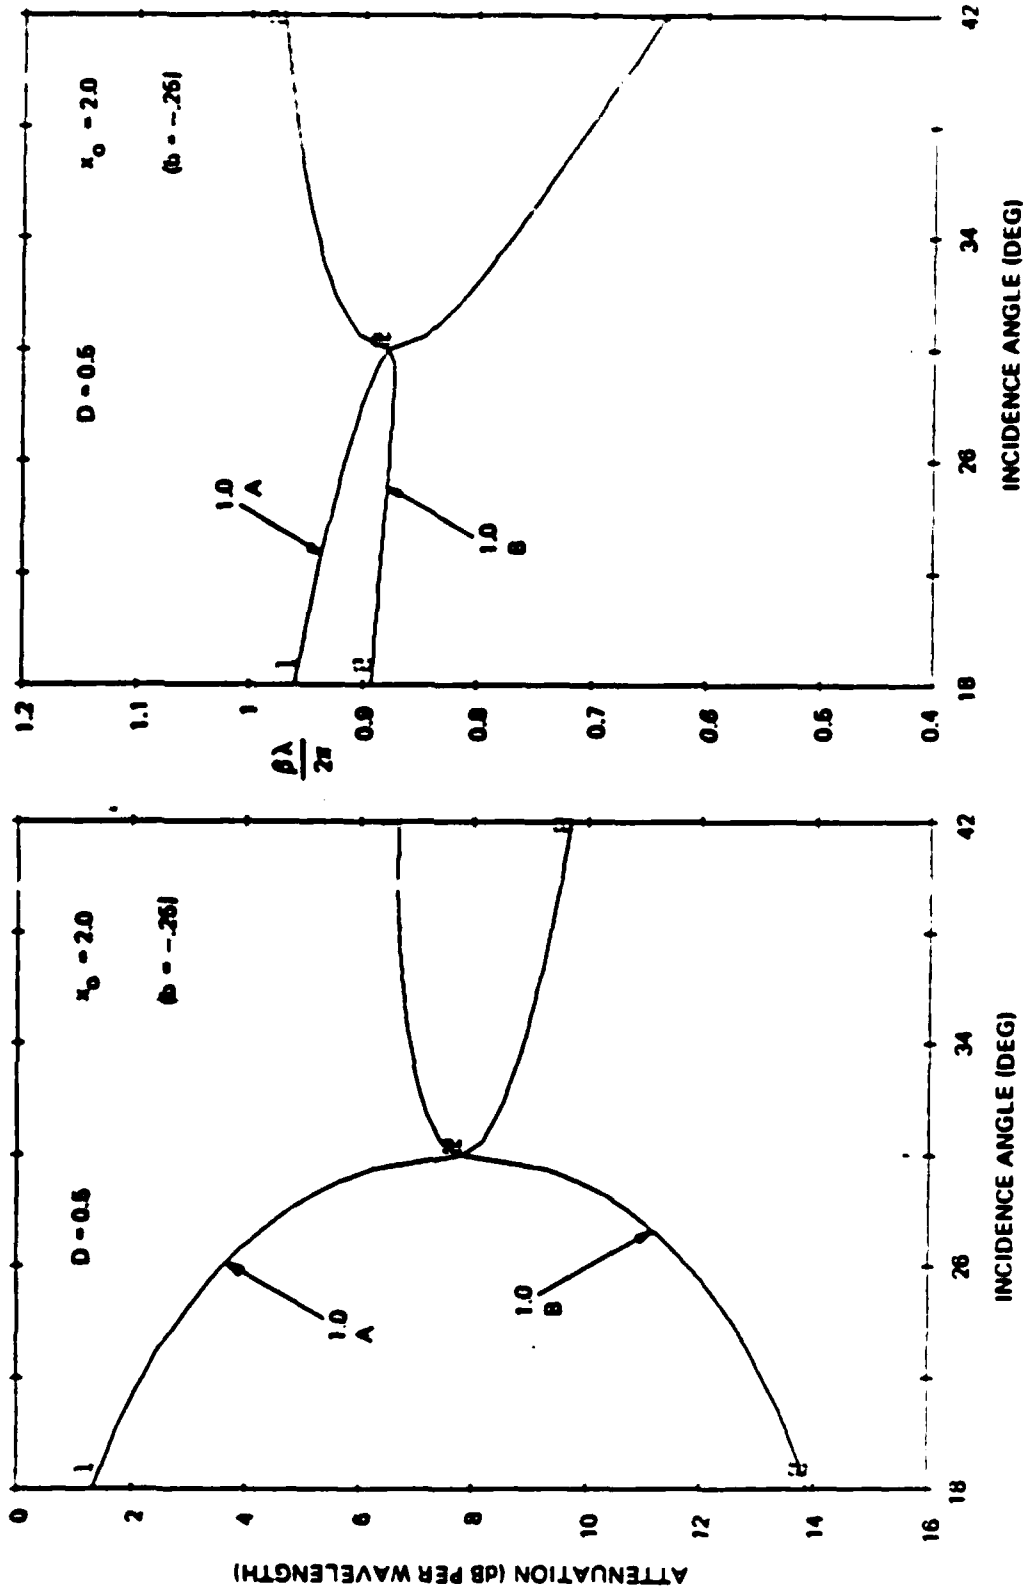 0
2
4
6
8
10
12
14
16
ATTENUATION (dB PER WAVELENGTH)
18
26
34
42
INCIDENCE ANGLE (DEG)
D = 0.5
x₀ = 2.0
(b = -.25)
1.0
A
1.0
B
1.2
1.1
1
0.9
0.8
0.7
0.6
0.5
0.4
βλ
2π
18
26
34
42
INCIDENCE ANGLE (DEG)
D = 0.5
x₀ = 2.0
(b = -.25)
1.0
A
1.0
B